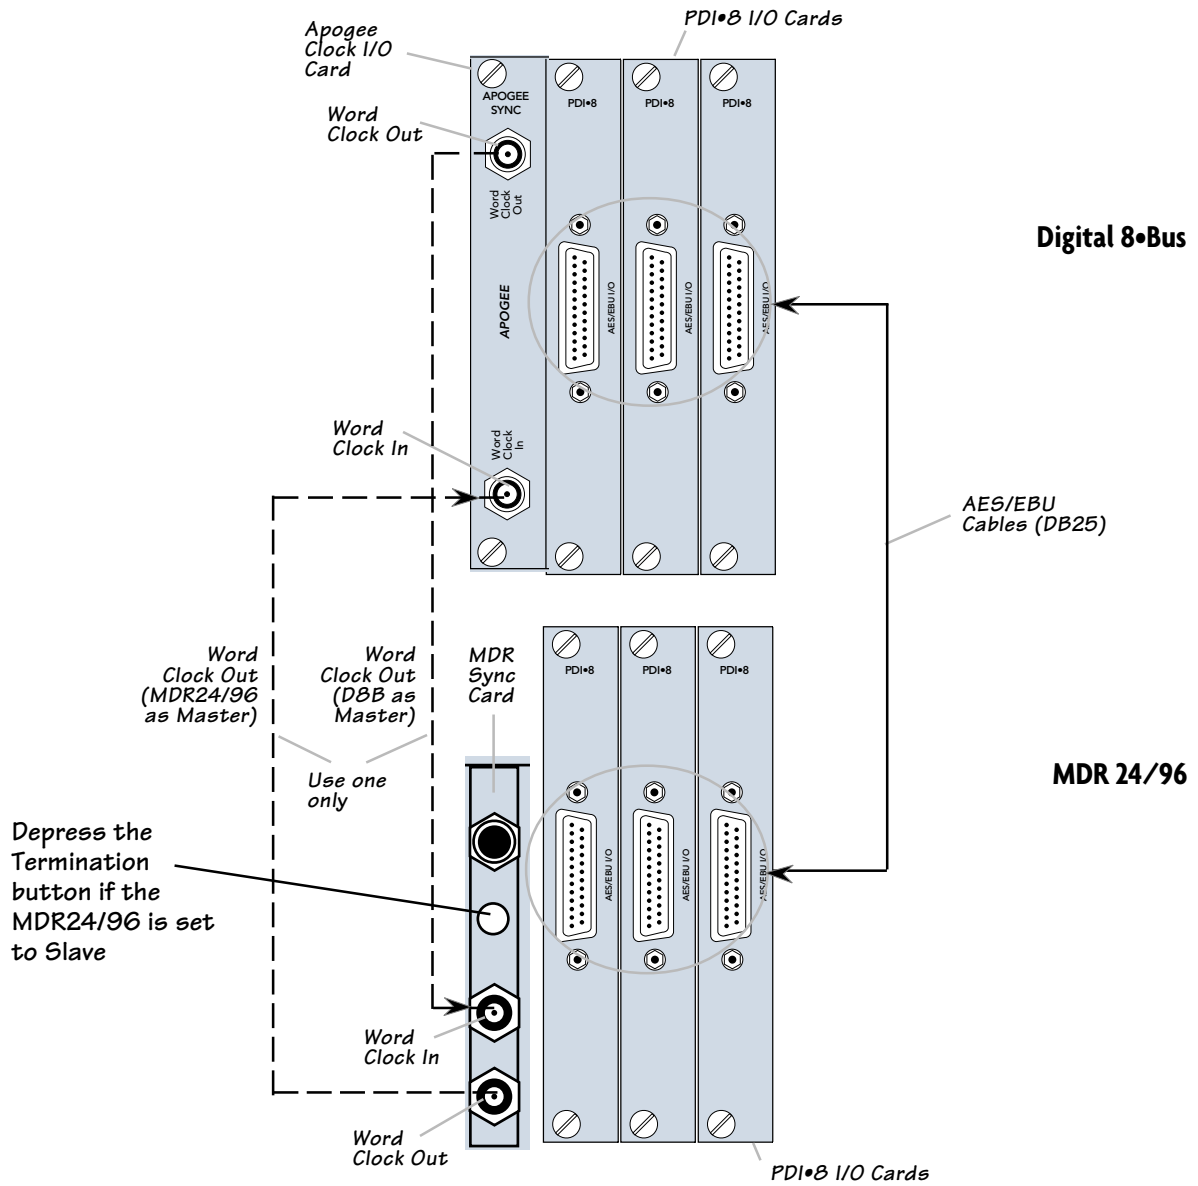 PDI•8 I/O Cards
Apogee
Clock I/O
Card
APOGEE
SYNC
PDI•8
PDI•8
PDI•8
Word
Clock Out
Word
Clock
Out
Digital 8•Bus
APOGEE
AES/EBU I/O
AES/EBU I/O
AES/EBU I/O
Word
Clock In
Word
Clock
In
AES/EBU
Cables (DB25)
Word
Clock Out
(MDR24/96
as Master)
Word
Clock Out
(D8B as
Master)
MDR
Sync
Card
PDI•8
PDI•8
PDI•8
Use one
only
MDR 24/96
Depress the
Termination
button if the
MDR24/96 is set
to Slave
AES/EBU I/O
AES/EBU I/O
AES/EBU I/O
Word
Clock In
Word
Clock Out
PDI•8 I/O Cards